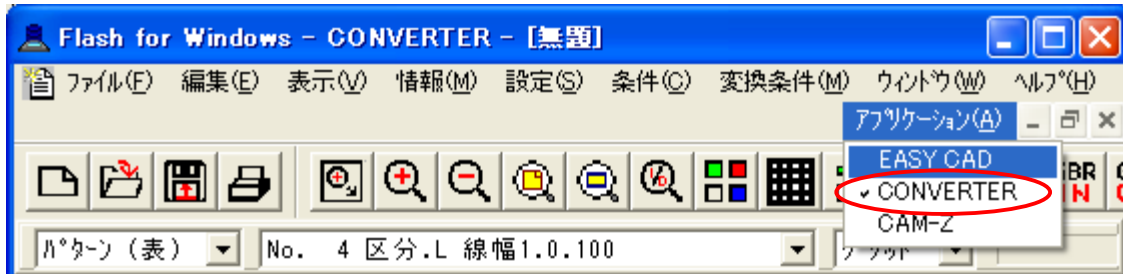 Flash for Windows - CONVERTER - [無題]
ﾌｧｲﾙ(F) 編集(E) 表示(V) 情報(M) 設定(S) 条件(C) 変換条件(M) ｳｨﾝﾄﾞｳ(W) ﾍﾙﾌﾟ(H)
ｱﾌﾟﾘｹｰｼｮﾝ(A)
EASY CAD
CONVERTER
CAM-Z
ﾊﾟﾀｰﾝ (表) No. 4 区分.L 線幅1.0.100